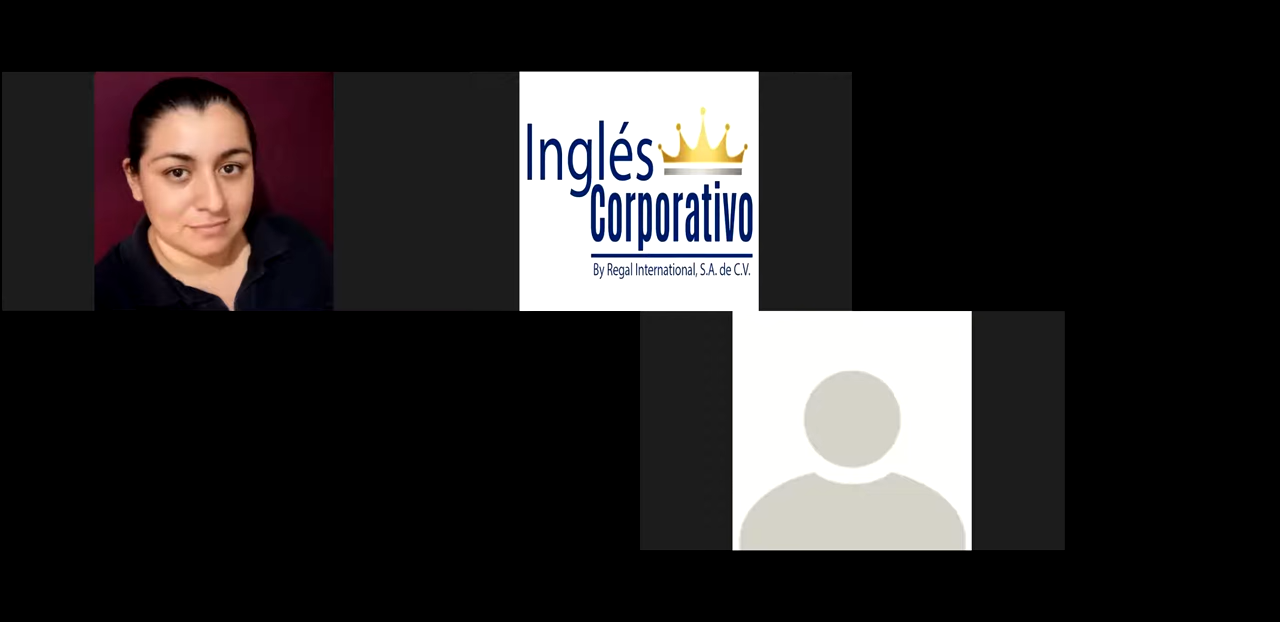 Inglés
Corporativo
By Regal International, S.A. de C.V.